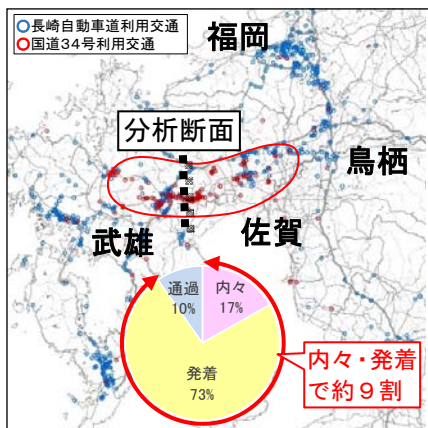 ○長崎自動車道利用交通
○国道34号利用交通
福岡
分析断面
鳥栖
武雄
佐賀
通過
10%
内々
17%
発着
73%
内々・発着
で約9割